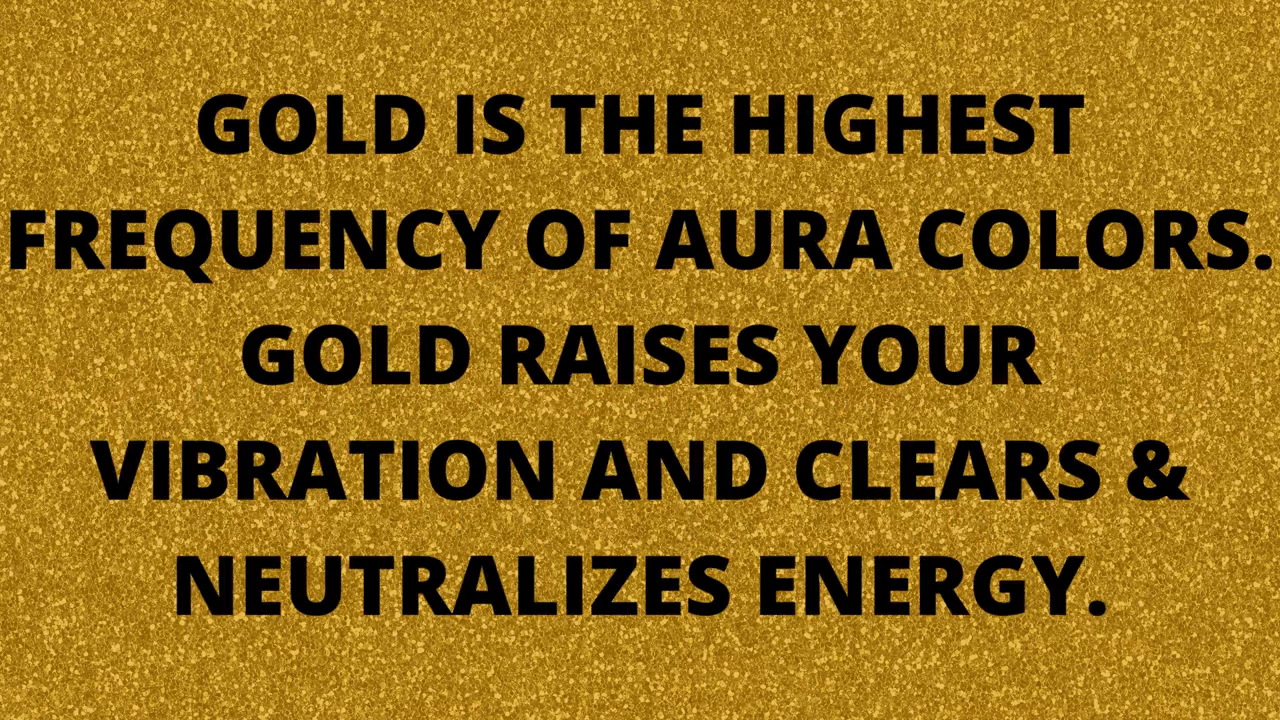 GOLD IS THE HIGHEST
FREQUENCY OF AURA COLORS.
GOLD RAISES YOUR
VIBRATION AND CLEARS &
NEUTRALIZES ENERGY.